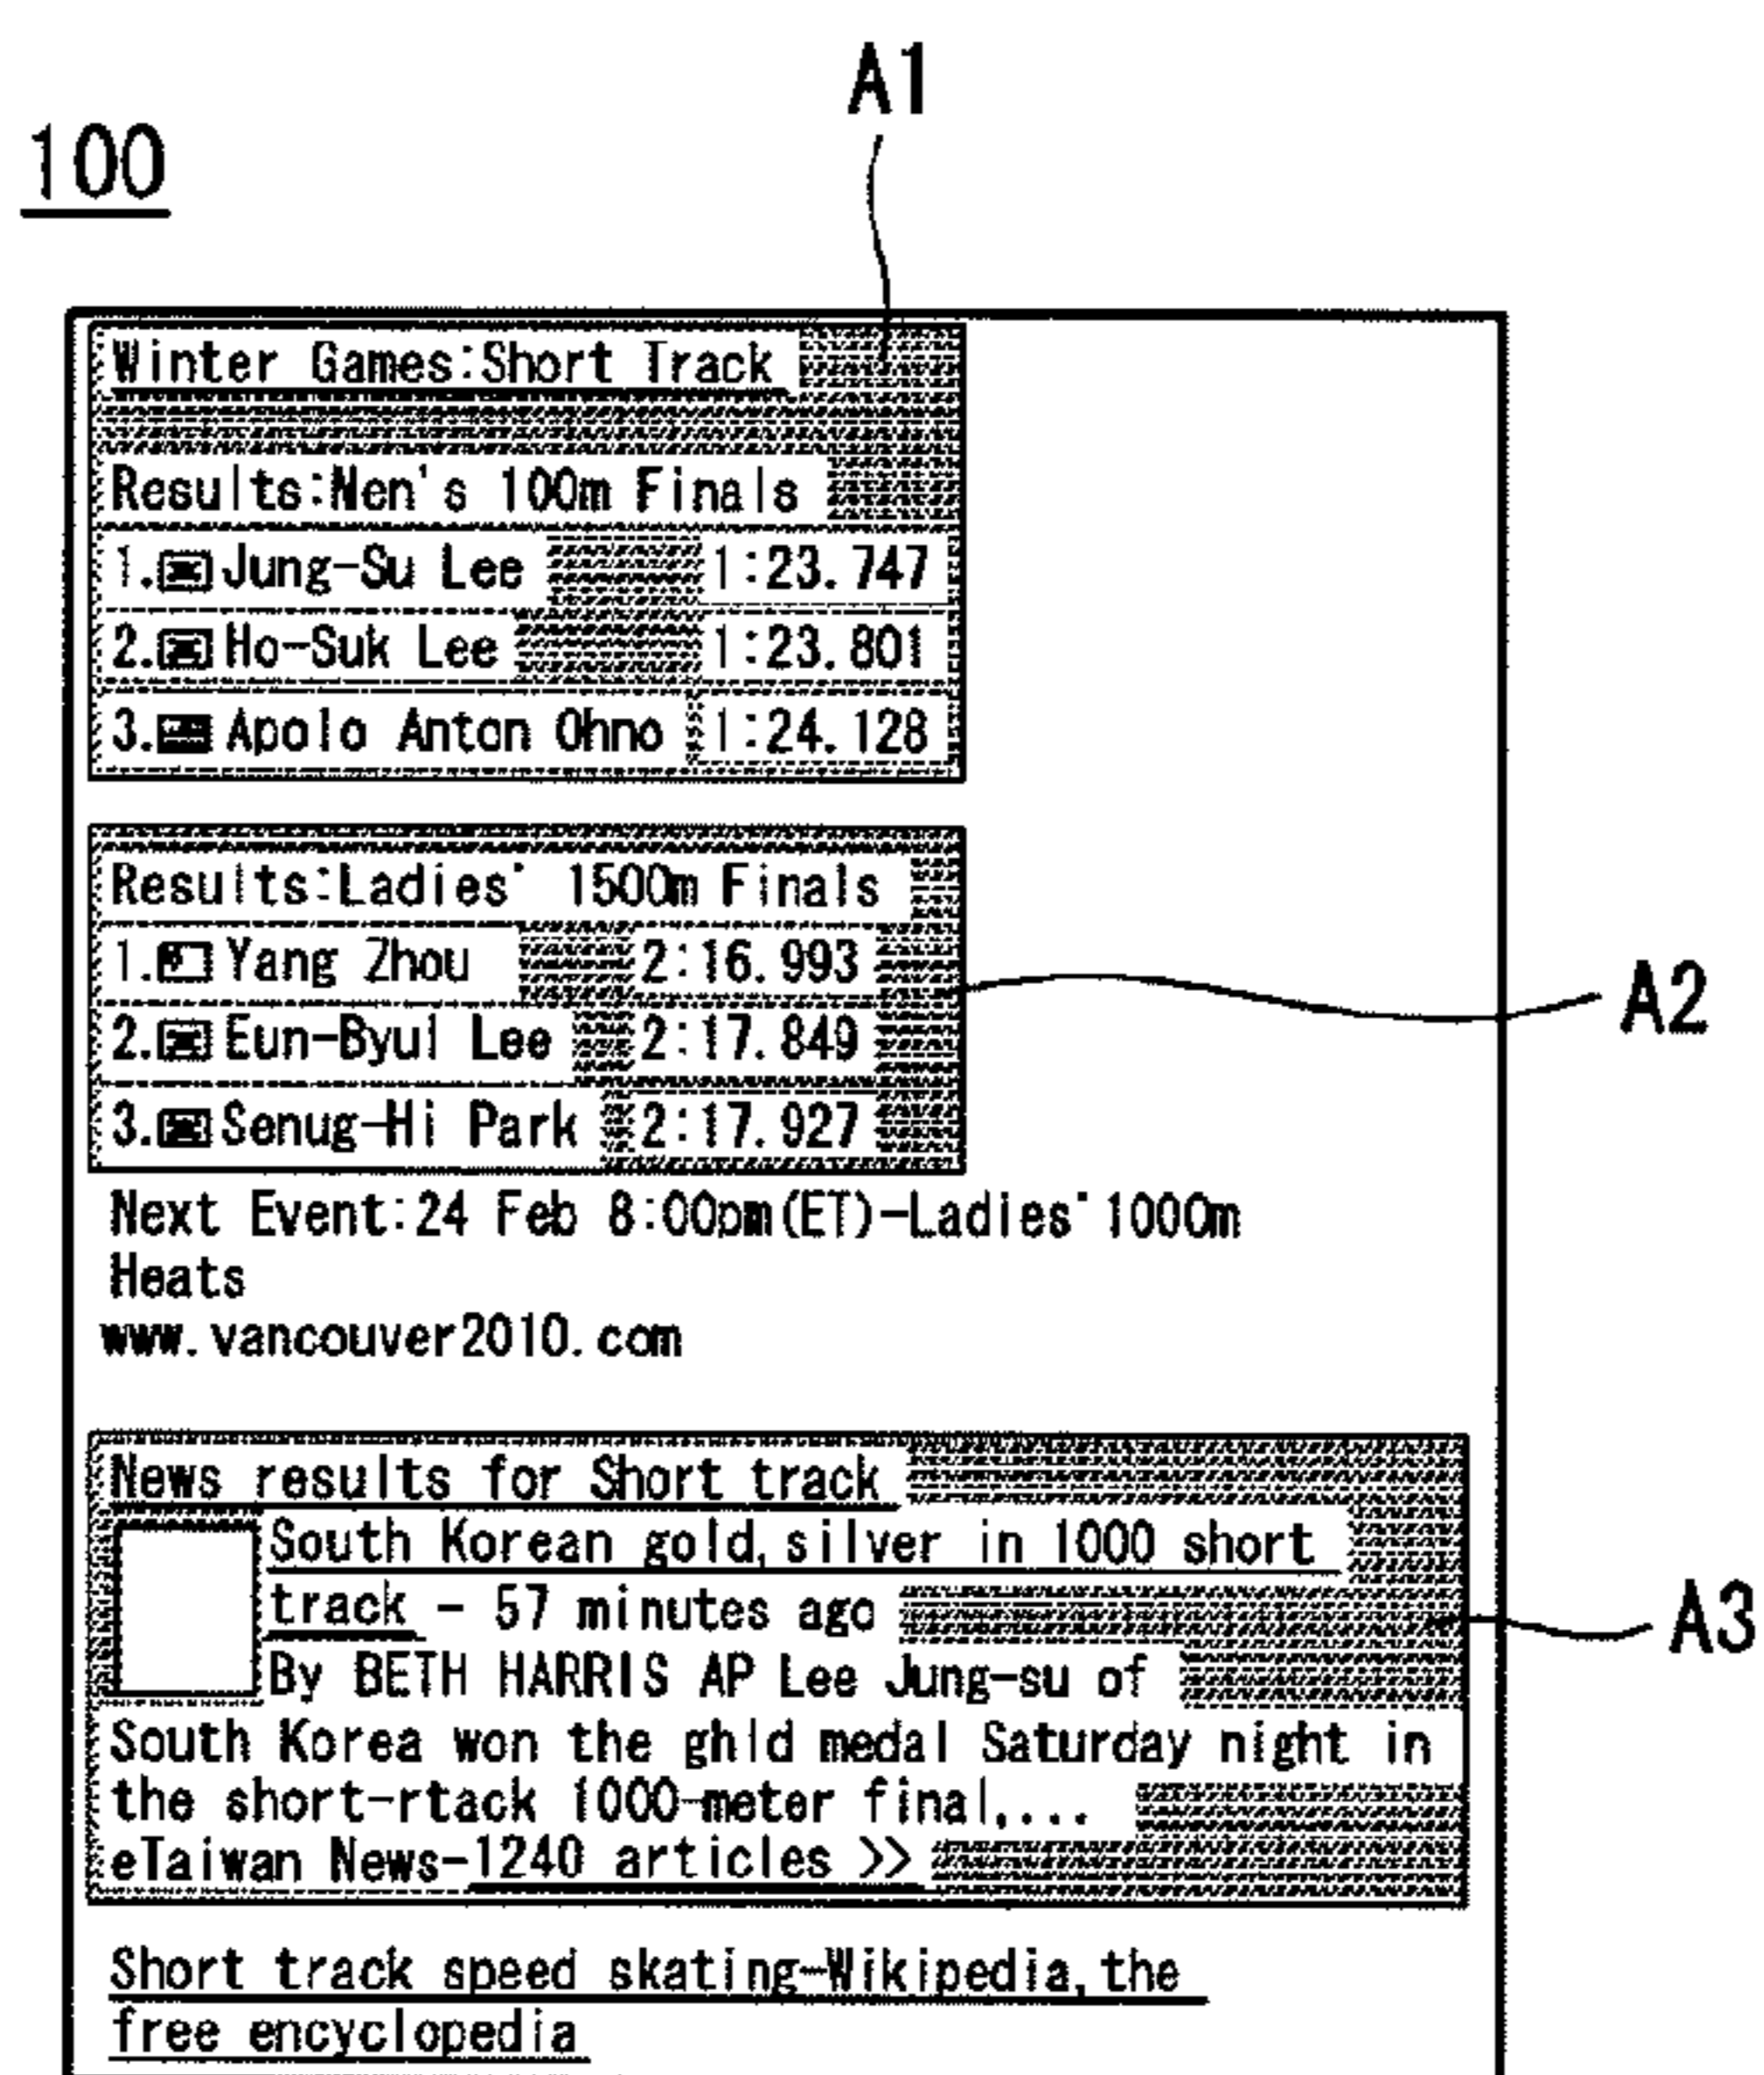 A1
100
Winter Games:Short Track
Results:Nen's 100m Finals
1. Jung-Su Lee 1:23.747
2. Ho-Suk Lee 1:23.801
3. Apolo Anton Ohno 1:24.128
Results:Ladies' 1500m Finals
1. Yang Zhou 2:16.993
A2
2. Eun-Byul Lee 2:17.849
3. Senug-Hi Park 2:17.927
Next Event:24 Feb 8:00pm(ET)-Ladies' 1000m
Heats
www.vancouver2010.com
News results for Short track
South Korean gold,silver in 1000 short
track - 57 minutes ago
A3
By BETH HARRIS AP Lee Jung-su of
South Korea won the ghld medal Saturday night in
the short-rtack 1000-meter final,...
eTaiwan News-1240 articles >>
Short track speed skating-Wikipedia,the
free encyclopedia